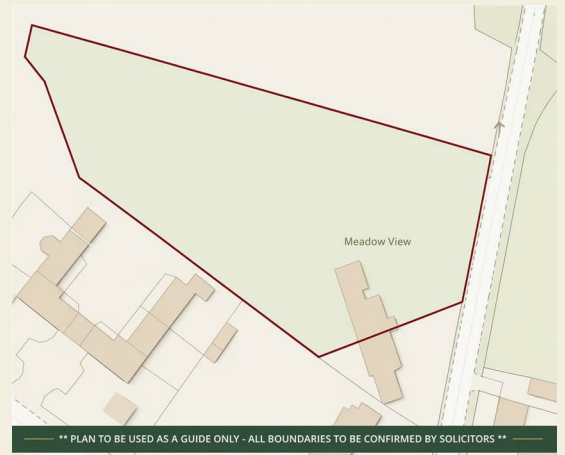 Meadow View
** PLAN TO BE USED AS A GUIDE ONLY - ALL BOUNDARIES TO BE CONFIRMED BY SOLICITORS **